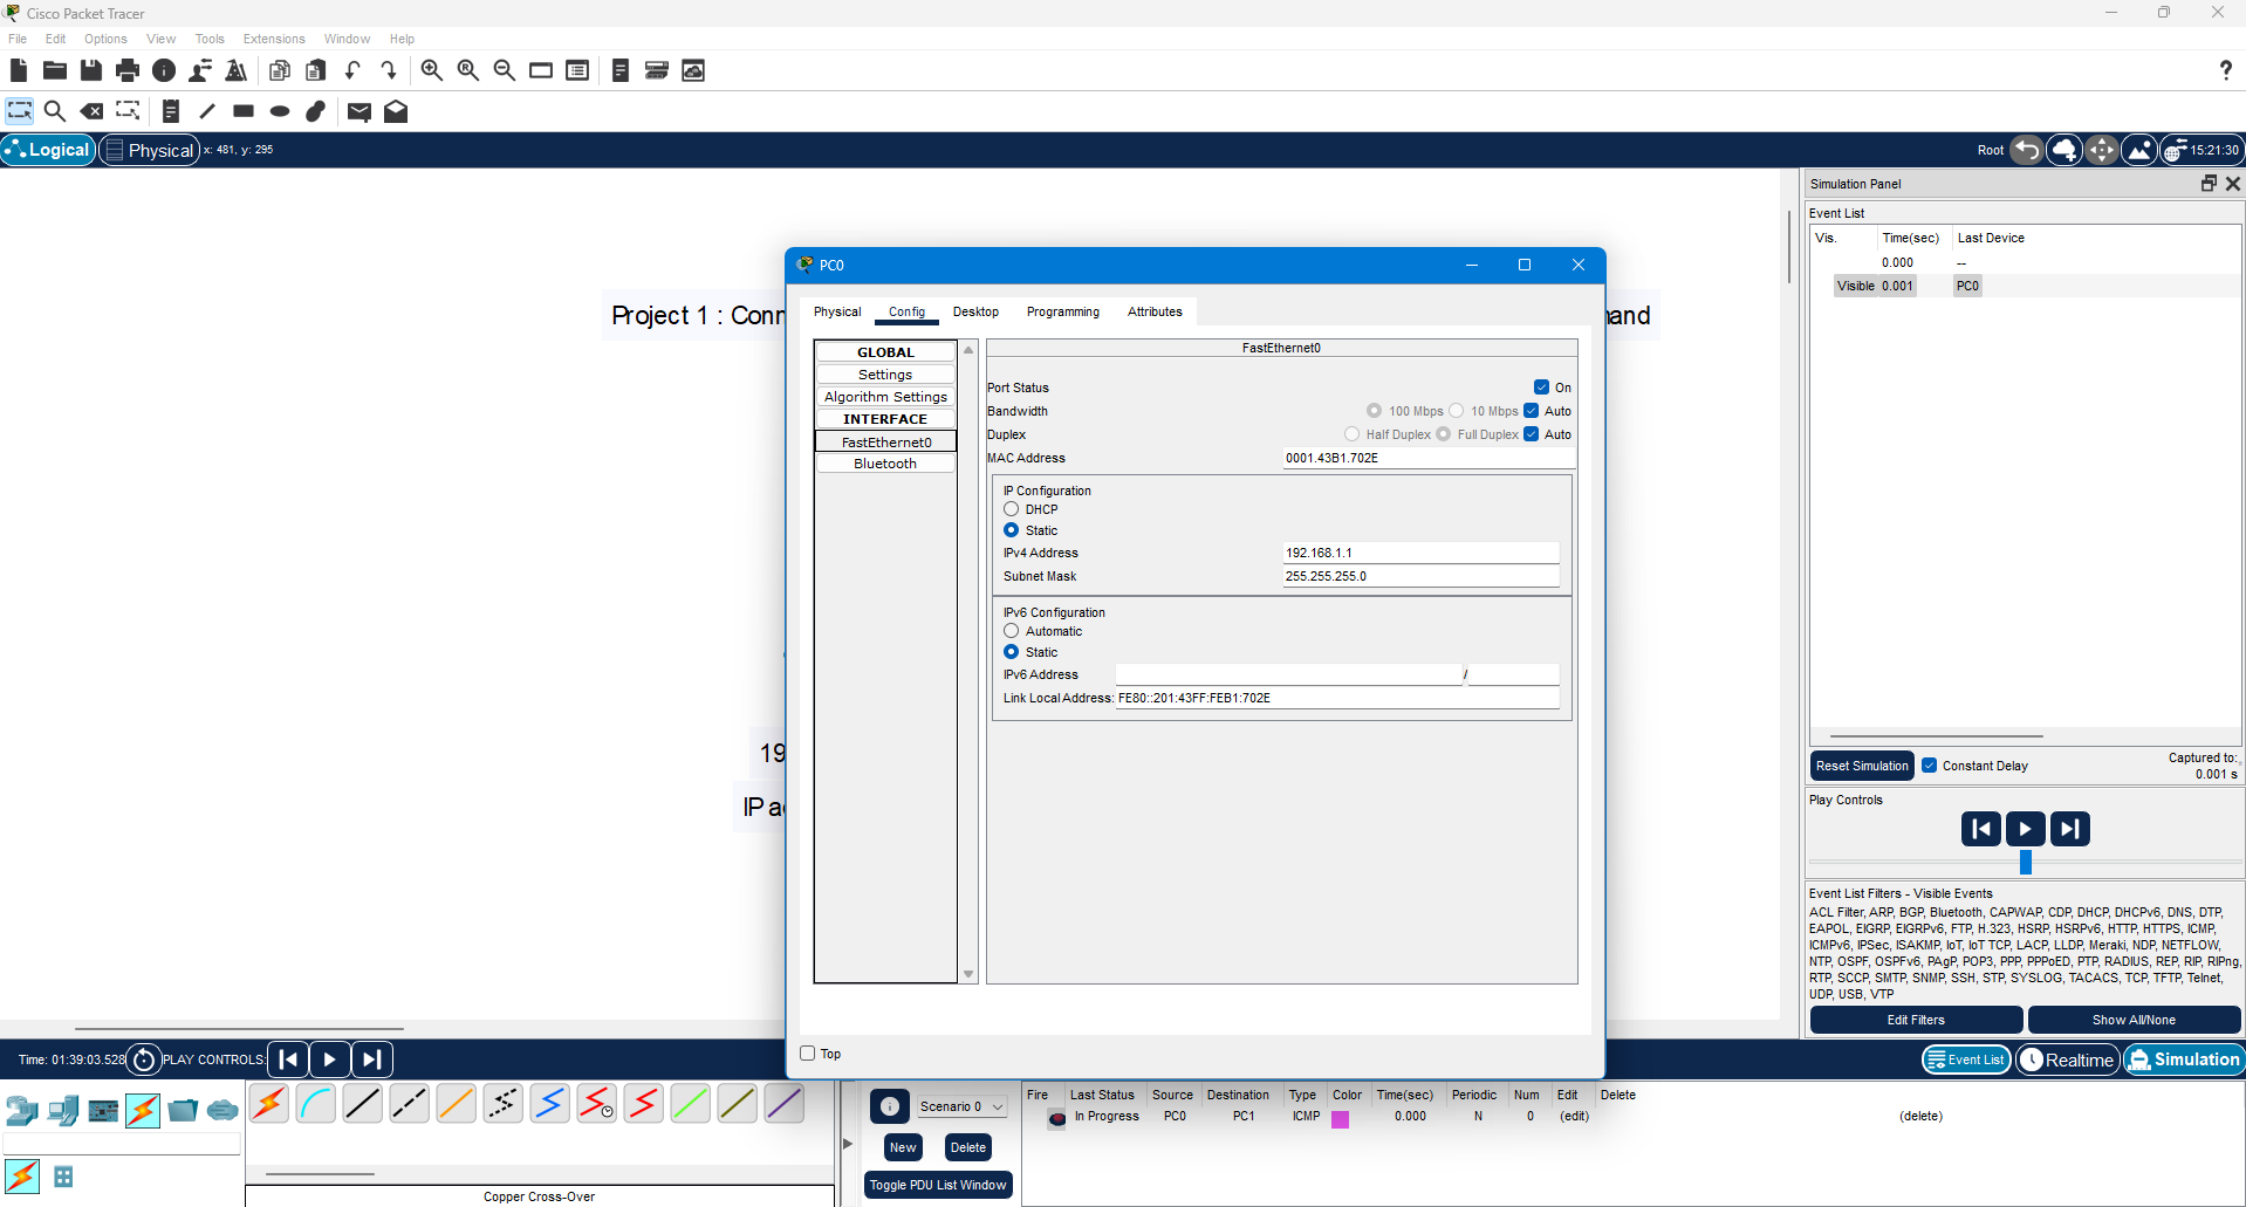 Cisco Packet Tracer
File Edit Options View Tools Extensions Window Help
Logical Physical x: 481, y: 295 Root 15:21:30
Simulation Panel
Event List
Vis. Time(sec) Last Device
0.000 --
Visible 0.001 PC0
Project 1 : Conn
mand
PC0
Physical Config Desktop Programming Attributes
GLOBAL
Settings
Algorithm Settings
INTERFACE
FastEthernet0
Bluetooth
FastEthernet0
Port Status On
Bandwidth 100 Mbps 10 Mbps Auto
Duplex Half Duplex Full Duplex Auto
MAC Address 0001.43B1.702E
IP Configuration
DHCP
Static
IPv4 Address 192.168.1.1
Subnet Mask 255.255.255.0
IPv6 Configuration
Automatic
Static
IPv6 Address /
Link Local Address: FE80::201:43FF:FEB1:702E
Top
19
IP a
Reset Simulation Constant Delay Captured to:
0.001 s
Play Controls
Event List Filters - Visible Events
ACL Filter, ARP, BGP, Bluetooth, CAPWAP, CDP, DHCP, DHCPv6, DNS, DTP,
EAPOL, EIGRP, EIGRPv6, FTP, H.323, HSRP, HSRPv6, HTTP, HTTPS, ICMP,
ICMPv6, IPSec, ISAKMP, IoT, IoT TCP, LACP, LLDP, Meraki, NDP, NETFLOW,
NTP, OSPF, OSPFv6, PAgP, POP3, PPP, PPPoED, PTP, RADIUS, REP, RIP, RIPng,
RTP, SCCP, SMTP, SNMP, SSH, STP, SYSLOG, TACACS, TCP, TFTP, Telnet,
UDP, USB, VTP
Edit Filters Show All/None
Time: 01:39:03.528 PLAY CONTROLS: Event List Realtime Simulation
Scenario 0
New Delete
Toggle PDU List Window
Fire Last Status Source Destination Type Color Time(sec) Periodic Num Edit Delete
In Progress PC0 PC1 ICMP 0.000 N 0 (edit) (delete)
Copper Cross-Over